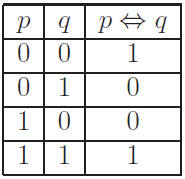 p q p ⇔ q
0 0 1
0 1 0
1 0 0
1 1 1